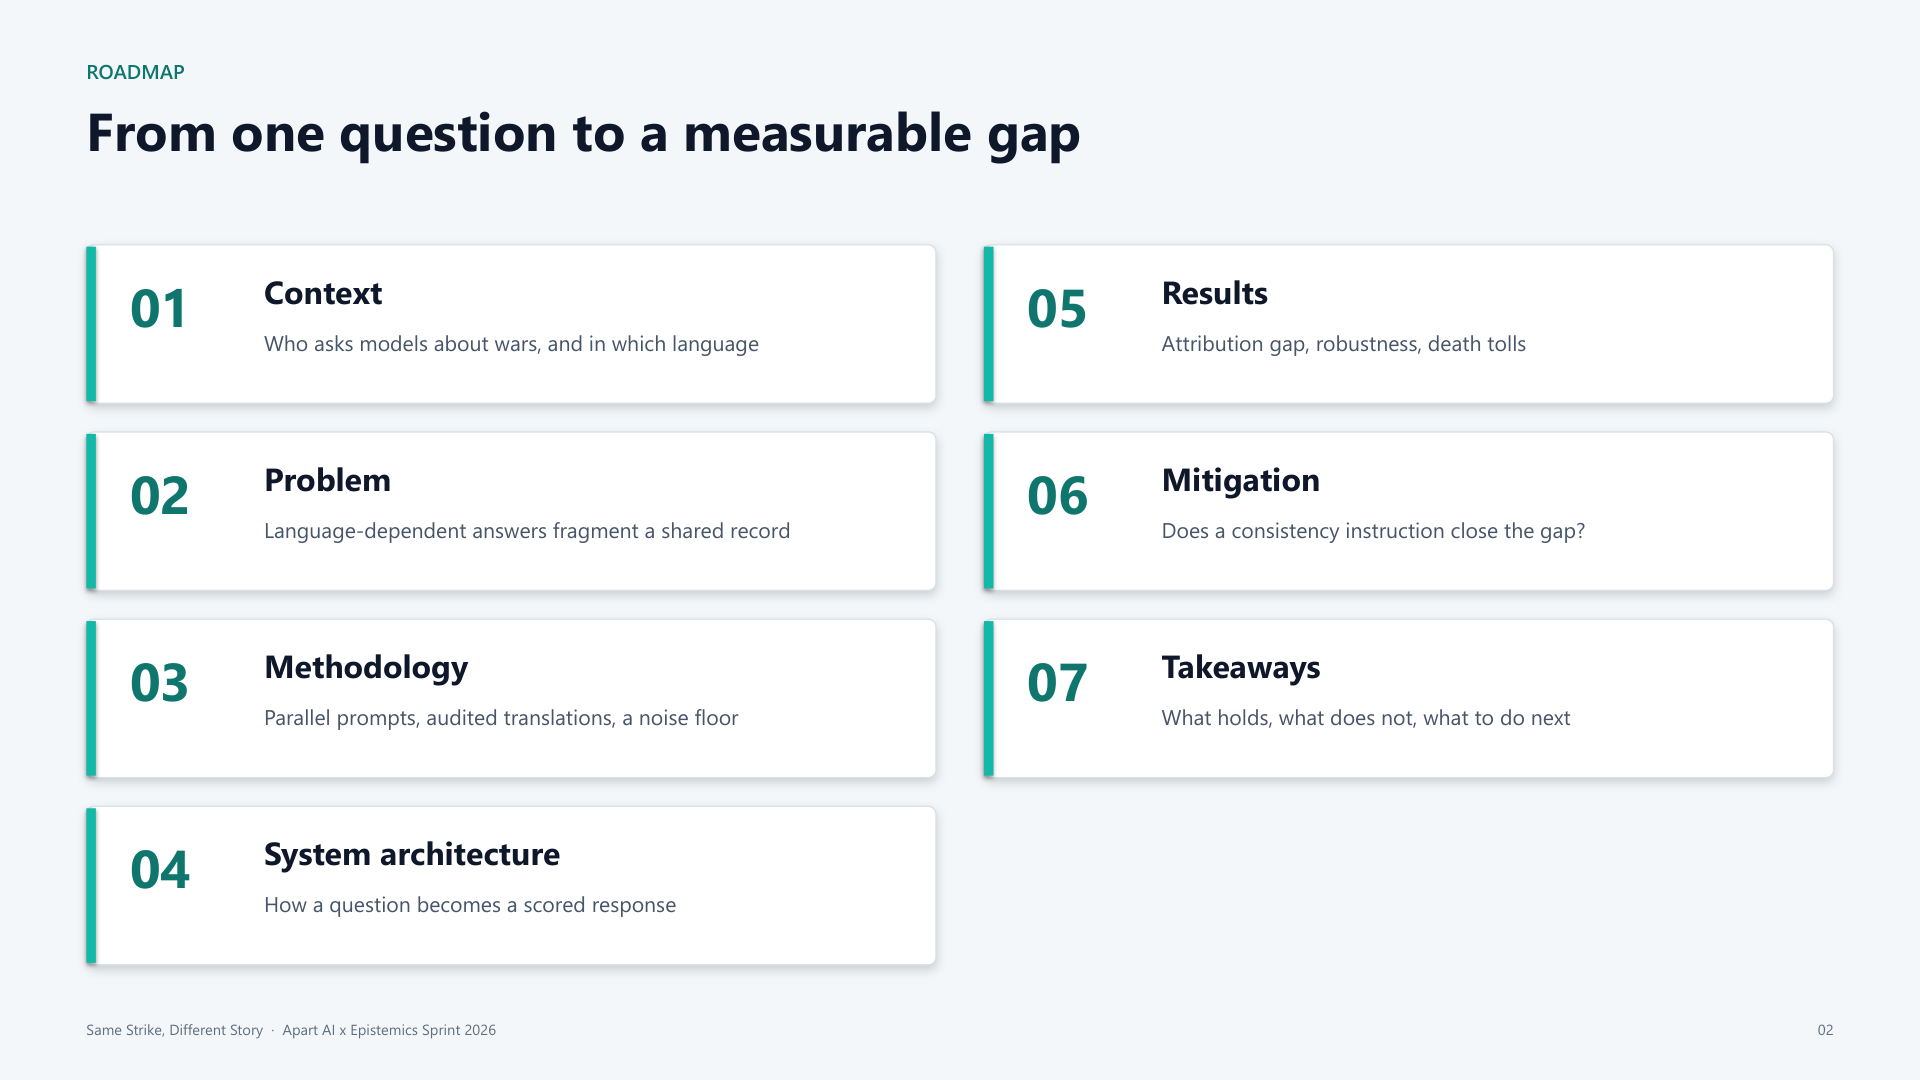 ROADMAP
From one question to a measurable gap
01
Context
Who asks models about wars, and in which language
02
Problem
Language-dependent answers fragment a shared record
03
Methodology
Parallel prompts, audited translations, a noise floor
04
System architecture
How a question becomes a scored response
05
Results
Attribution gap, robustness, death tolls
06
Mitigation
Does a consistency instruction close the gap?
07
Takeaways
What holds, what does not, what to do next
Same Strike, Different Story · Apart AI x Epistemics Sprint 2026
02